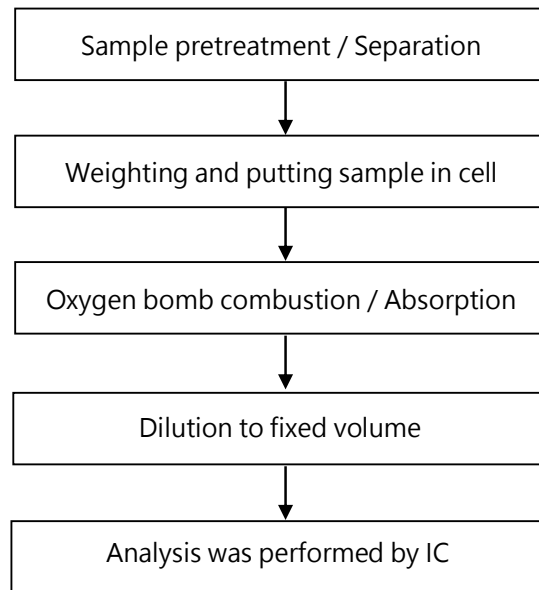 Sample pretreatment / Separation
Weighting and putting sample in cell
Oxygen bomb combustion / Absorption
Dilution to fixed volume
Analysis was performed by IC